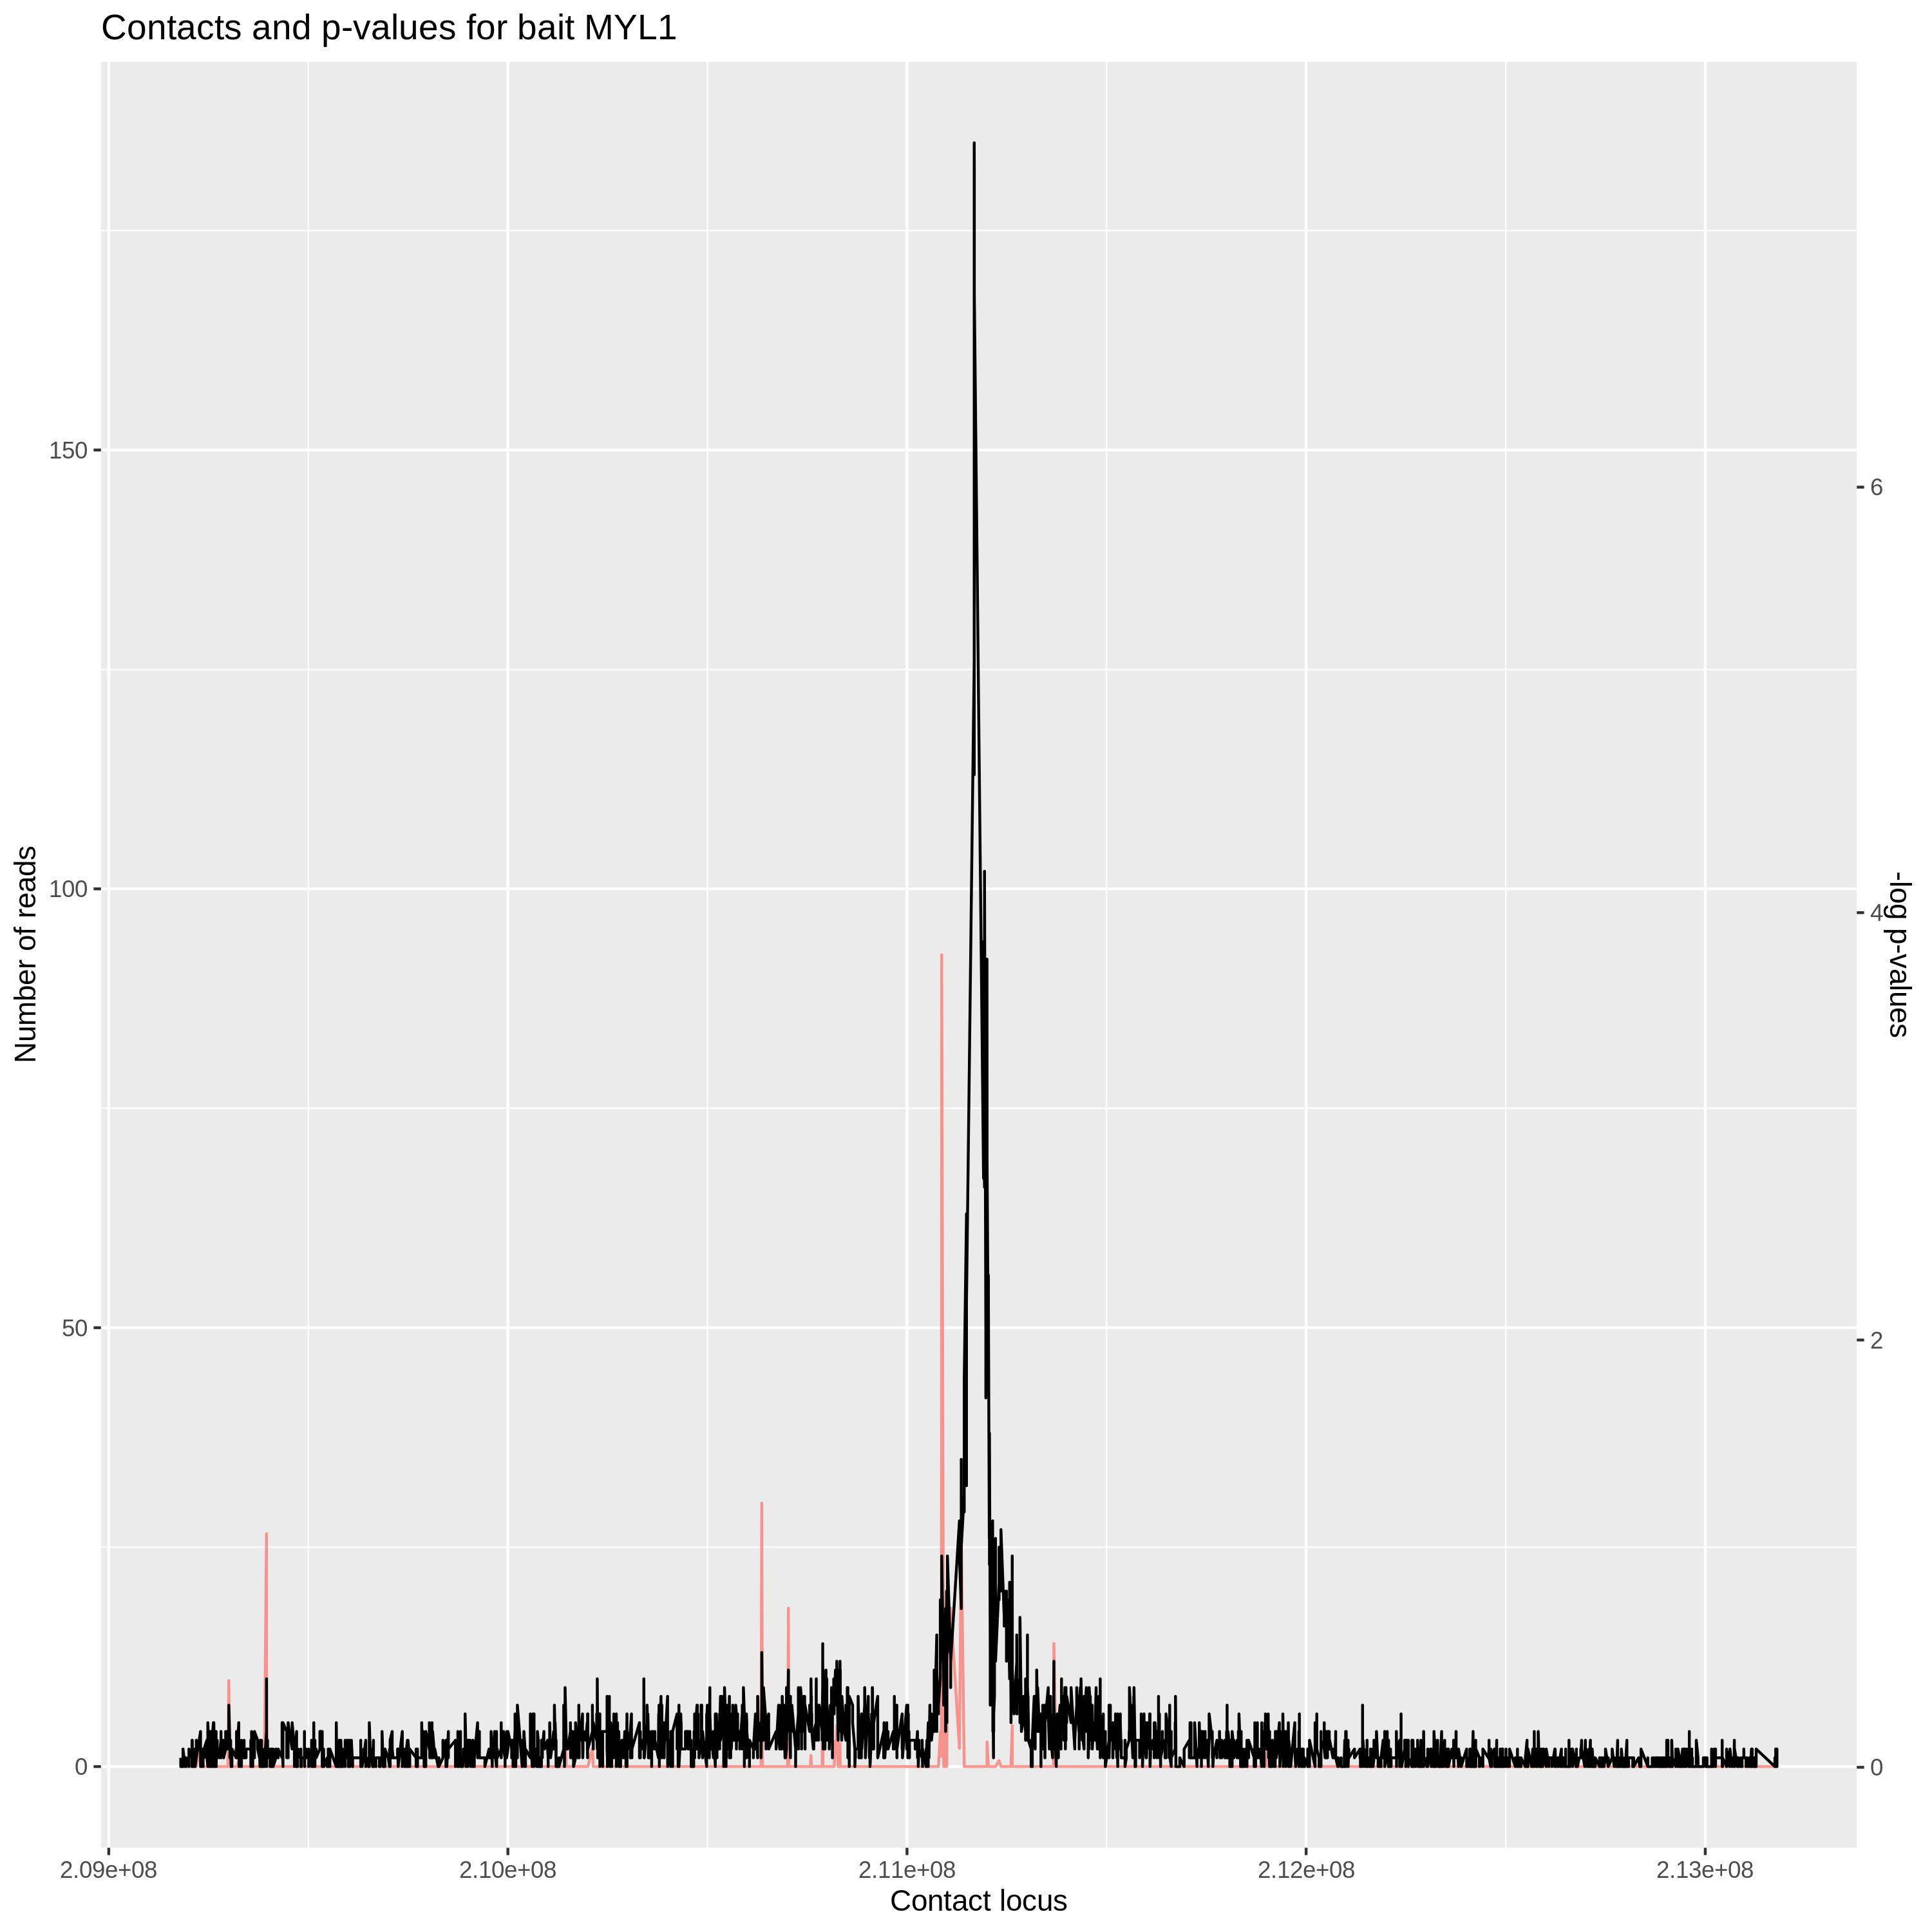 Contacts and p-values for bait MYL1
150
100
50
0
Number of reads
6
4
2
0
-log p-values
2.09e+08
2.10e+08
2.11e+08
2.12e+08
2.13e+08
Contact locus